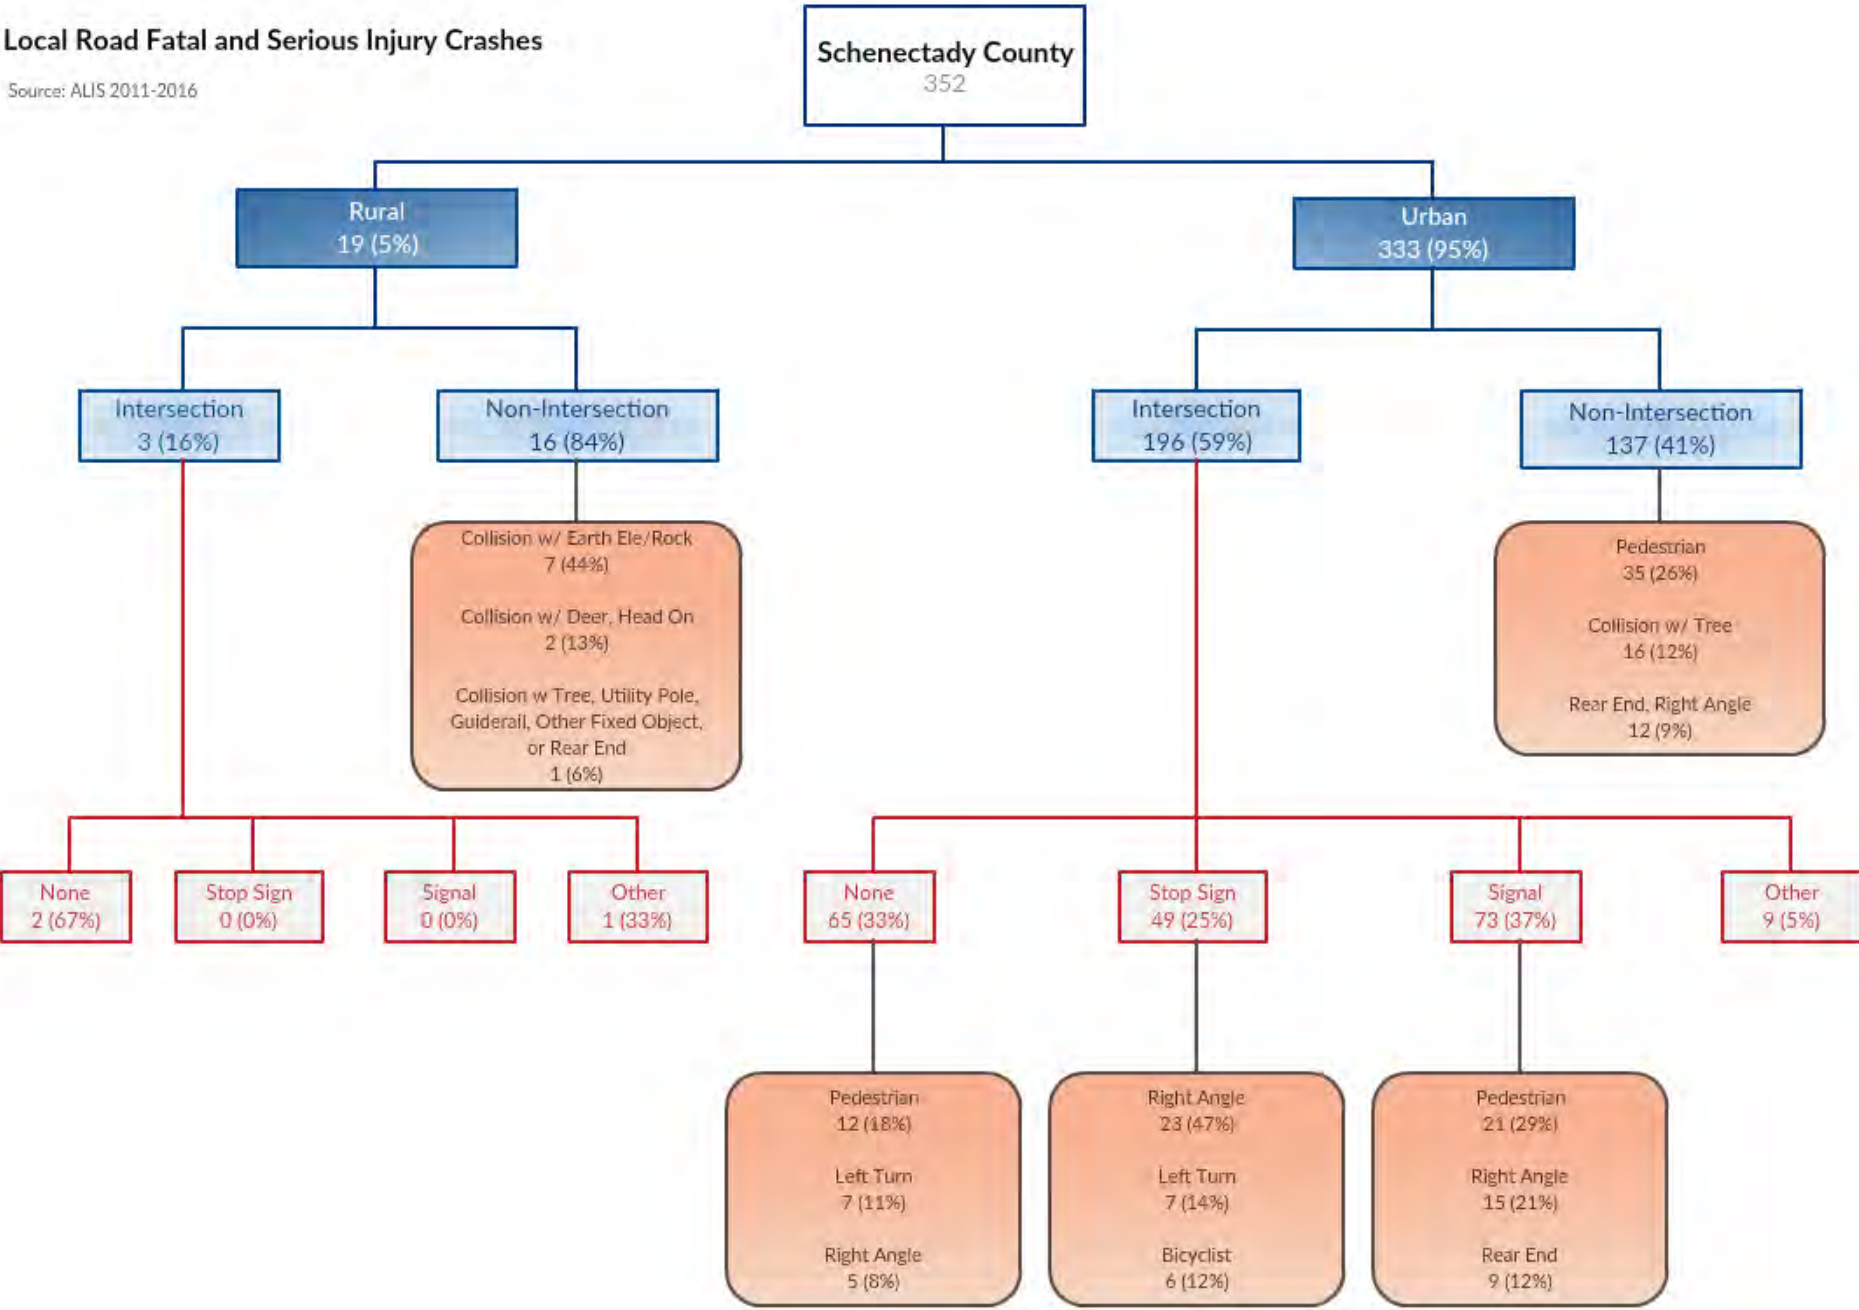 Local Road Fatal and Serious Injury Crashes
Source: ALIS 2011-2016
Schenectady County
352
Rural
19 (5%)
Urban
333 (95%)
Intersection
3 (16%)
Non-Intersection
16 (84%)
Intersection
196 (59%)
Non-Intersection
137 (41%)
Collision w/ Earth Ele/Rock
7 (44%)
Collision w/ Deer, Head On
2 (13%)
Collision w Tree, Utility Pole,
Guiderail, Other Fixed Object,
or Rear End
1 (6%)
Pedestrian
35 (26%)
Collision w/ Tree
16 (12%)
Rear End, Right Angle
12 (9%)
None
2 (67%)
Stop Sign
0 (0%)
Signal
0 (0%)
Other
1 (33%)
None
65 (33%)
Stop Sign
49 (25%)
Signal
73 (37%)
Other
9 (5%)
Pedestrian
12 (18%)
Left Turn
7 (11%)
Right Angle
5 (8%)
Right Angle
23 (47%)
Left Turn
7 (14%)
Bicyclist
6 (12%)
Pedestrian
21 (29%)
Right Angle
15 (21%)
Rear End
9 (12%)